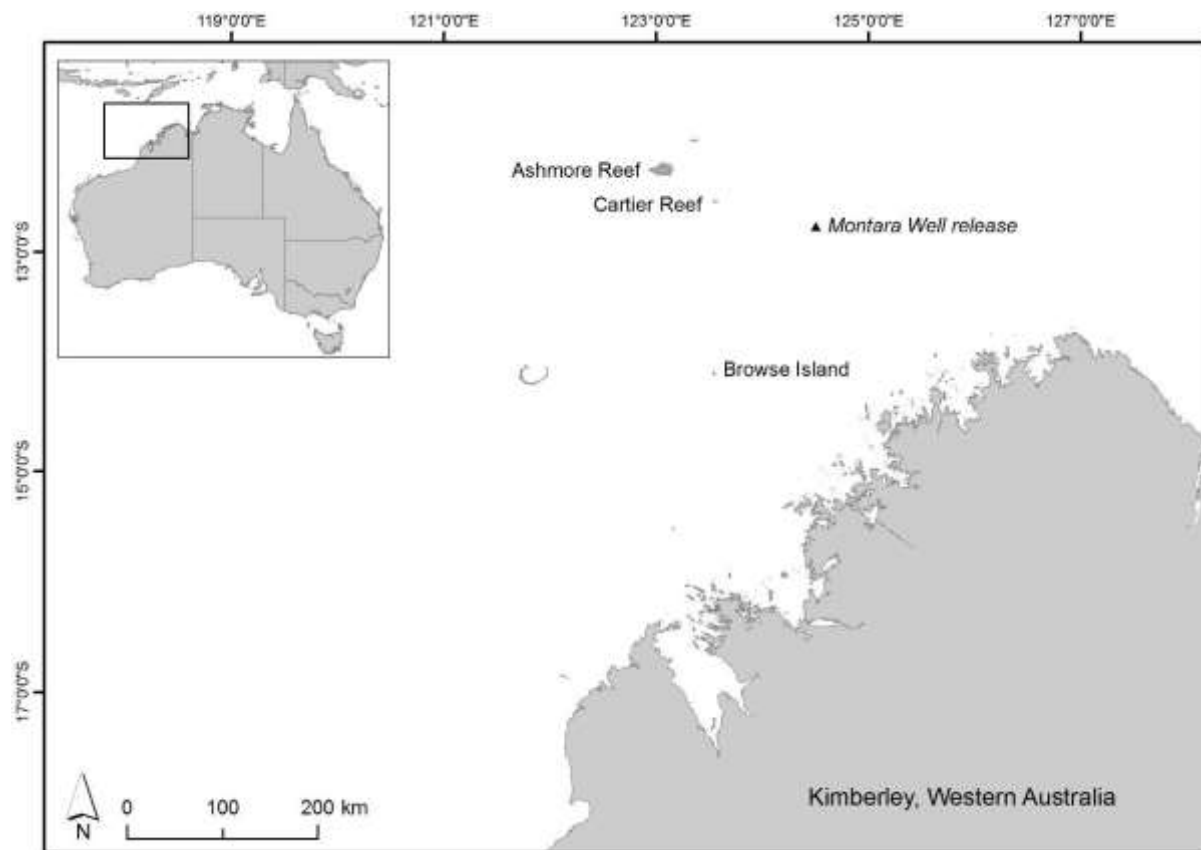 119°0'0"E
121°0'0"E
123°0'0"E
125°0'0"E
127°0'0"E
Ashmore Reef
Cartier Reef
Montara Well release
13°0'0"S
Browse Island
15°0'0"S
17°0'0"S
0 100 200 km
N
Kimberley, Western Australia